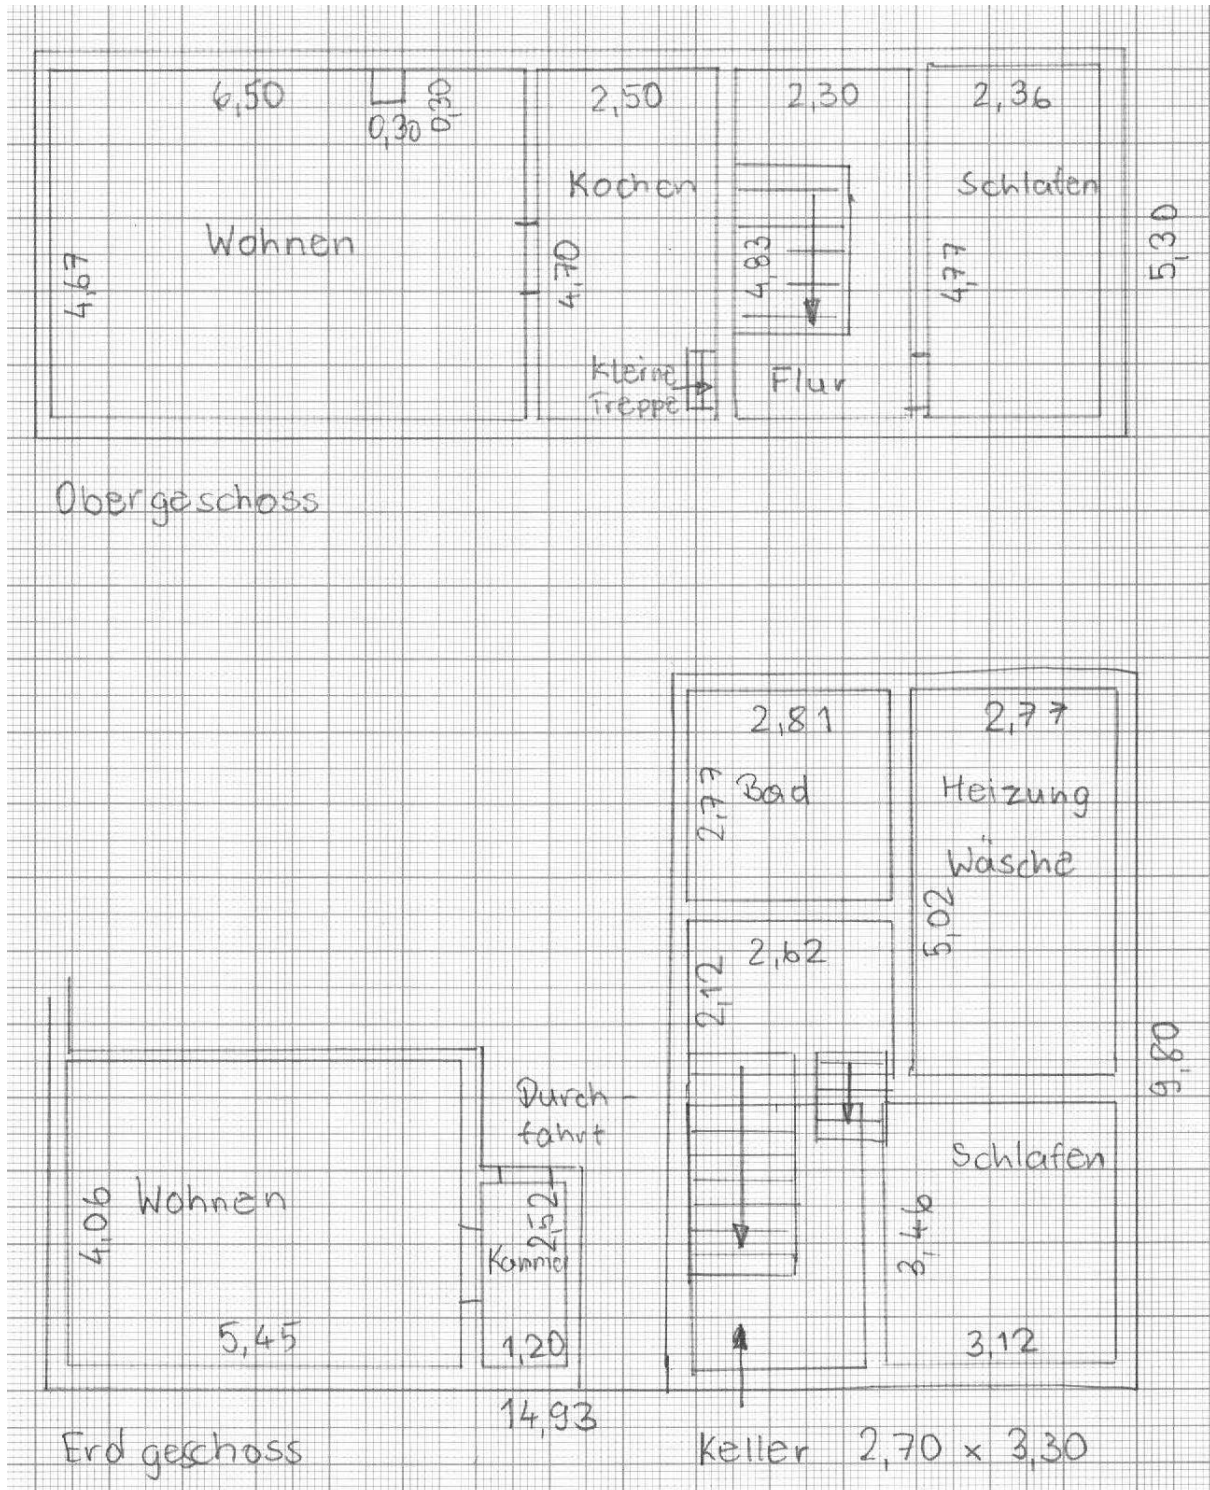 6,50
0,30
0,30
2,50
2,30
2,36
Kochen
Schlafen
Wohnen
4,67
4,70
4,83
4,77
5,30
Kleine
Treppe
Flur
Obergeschoss
2,81
2,77
2,77
Bad
Heizung
Wäsche
5,02
2,62
2,12
9,80
Durch-
fahrt
Schlafen
Wohnen
4,06
2,52
3,46
5,45
1,20
3,12
14,93
Erdgeschoss
Keller 2,70 x 3,30